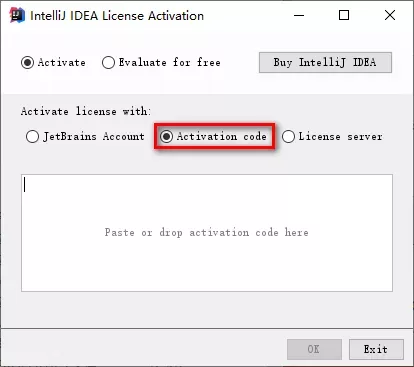 IntelliJ IDEA License Activation
Activate Evaluate for free Buy IntelliJ IDEA
Activate license with:
JetBrains Account Activation code License server
Paste or drop activation code here
OK Exit